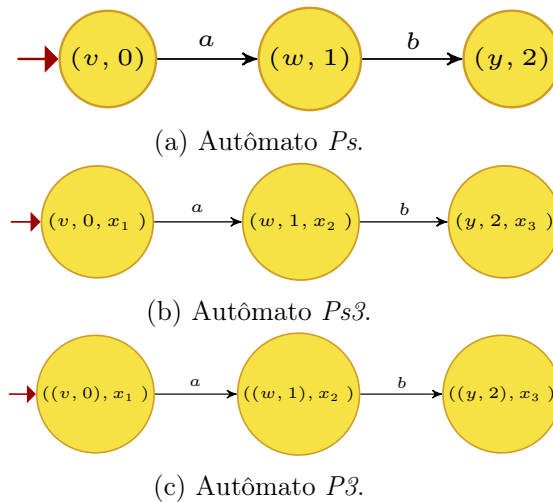 a b
(v, 0) (w, 1) (y, 2)
(a) Autômato Ps.
a b
(v, 0, x₁ ) (w, 1, x₂ ) (y, 2, x₃ )
(b) Autômato Ps3.
a b
((v, 0), x₁ ) ((w, 1), x₂ ) ((y, 2), x₃ )
(c) Autômato P3.